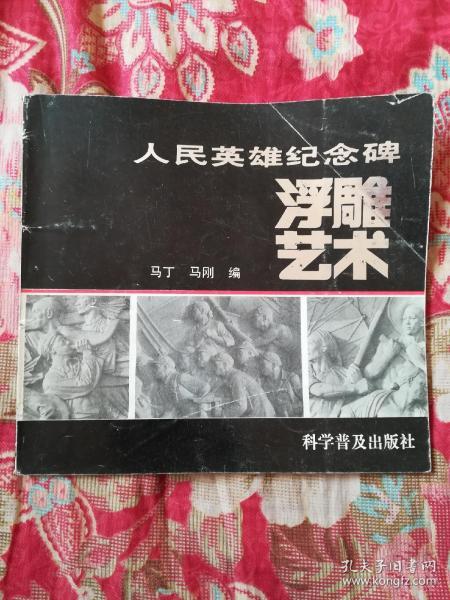 人民英雄纪念碑
浮雕
艺术
马丁 马刚 编
科学普及出版社
孔夫子旧书网
www.kongfz.com